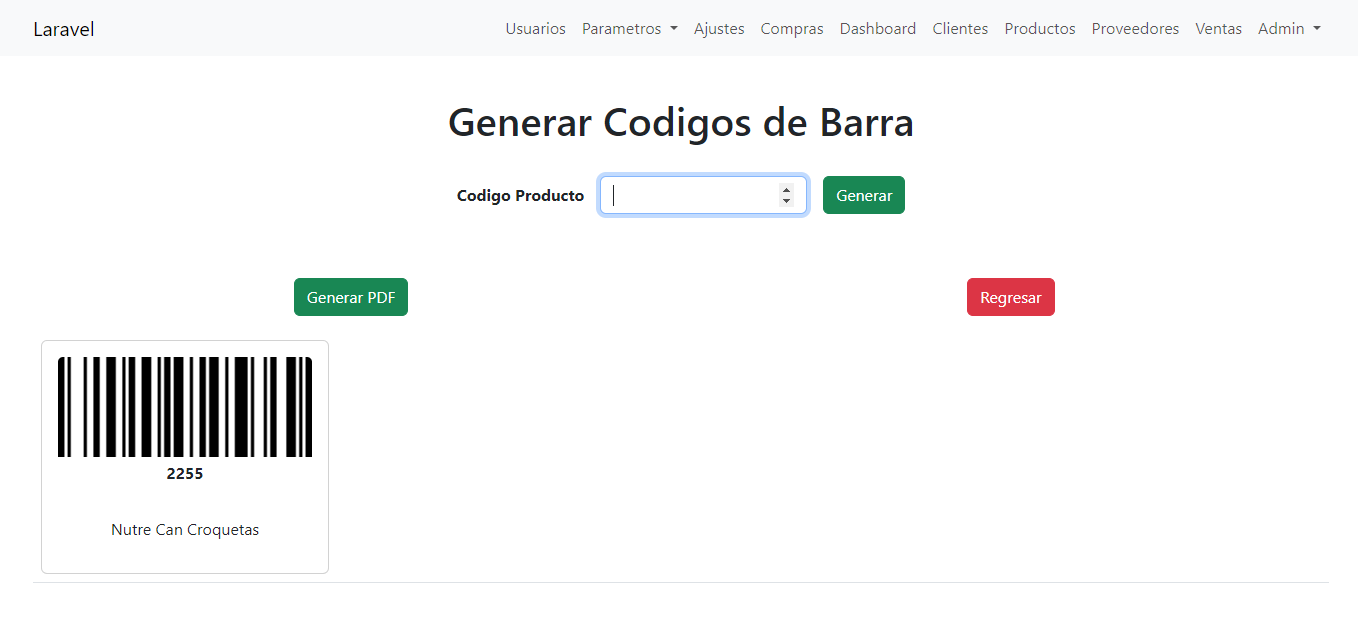 Laravel Usuarios Parametros Ajustes Compras Dashboard Clientes Productos Proveedores Ventas Admin
Generar Codigos de Barra
Codigo Producto Generar
Generar PDF Regresar
2255
Nutre Can Croquetas